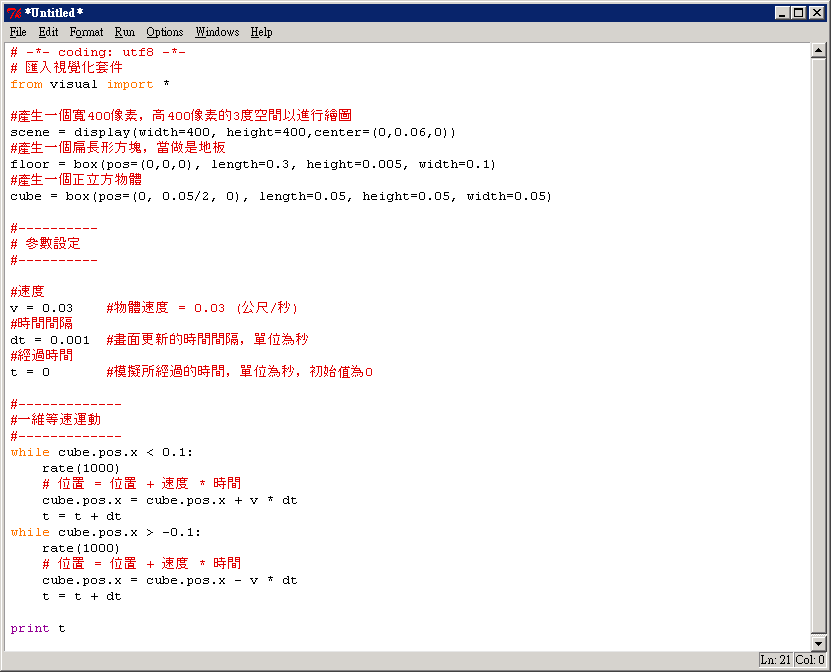 *Untitled*
File Edit Format Run Options Windows Help
# -*- coding: utf8 -*-
# 匯入視覺化套件
from visual import *
#產生一個寬400像素，高400像素的3度空間以進行繪圖
scene = display(width=400, height=400,center=(0,0.06,0))
#產生一個扁長形方塊，當做是地板
floor = box(pos=(0,0,0), length=0.3, height=0.005, width=0.1)
#產生一個正立方物體
cube = box(pos=(0, 0.05/2, 0), length=0.05, height=0.05, width=0.05)
#----------
# 參數設定
#----------
#速度
v = 0.03    #物體速度 = 0.03 (公尺/秒)
#時間間隔
dt = 0.001  #畫面更新的時間間隔，單位為秒
#經過時間
t = 0       #模擬所經過的時間，單位為秒，初始值為0
#-------------
#一維等速運動
#-------------
while cube.pos.x < 0.1:
    rate(1000)
    # 位置 = 位置 + 速度 * 時間
    cube.pos.x = cube.pos.x + v * dt
    t = t + dt
while cube.pos.x > -0.1:
    rate(1000)
    # 位置 = 位置 + 速度 * 時間
    cube.pos.x = cube.pos.x - v * dt
    t = t + dt
print t
Ln: 21 Col: 0